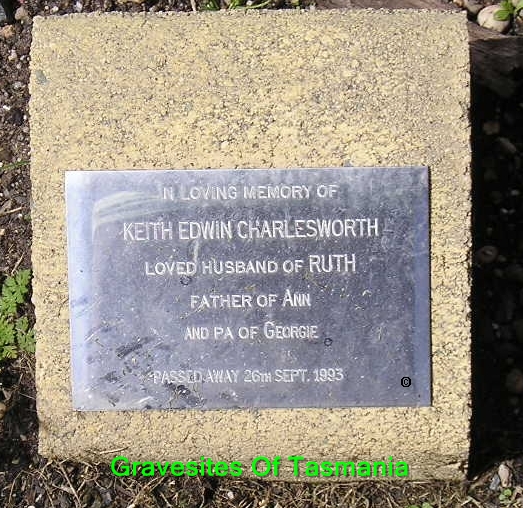 IN LOVING MEMORY OF
KEITH EDWIN CHARLESWORTH
LOVED HUSBAND OF RUTH
FATHER OF ANN
AND PA OF GEORGIE
PASSED AWAY 26TH SEPT. 1993
©
Gravesites Of Tasmania